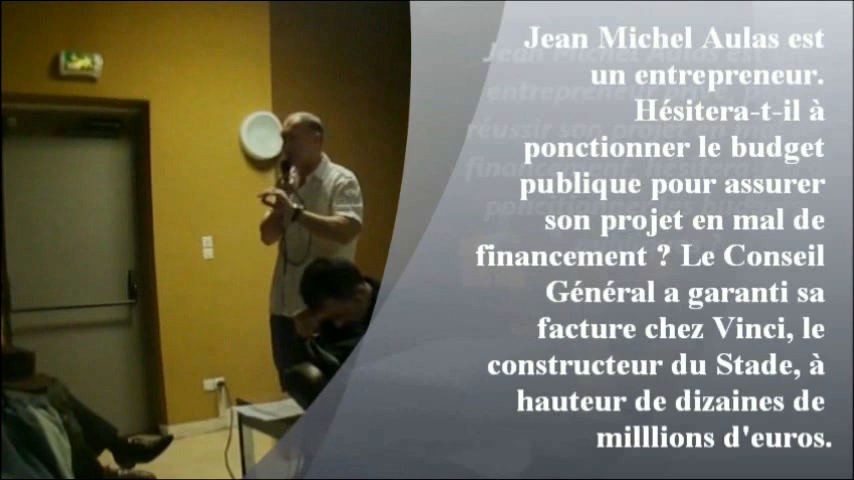 Jean Michel Aulas est
un entrepreneur.
Hésitera-t-il à
ponctionner le budget
publique pour assurer
son projet en mal de
financement ? Le Conseil
Général a garanti sa
facture chez Vinci, le
constructeur du Stade, à
hauteur de dizaines de
milllions d'euros.